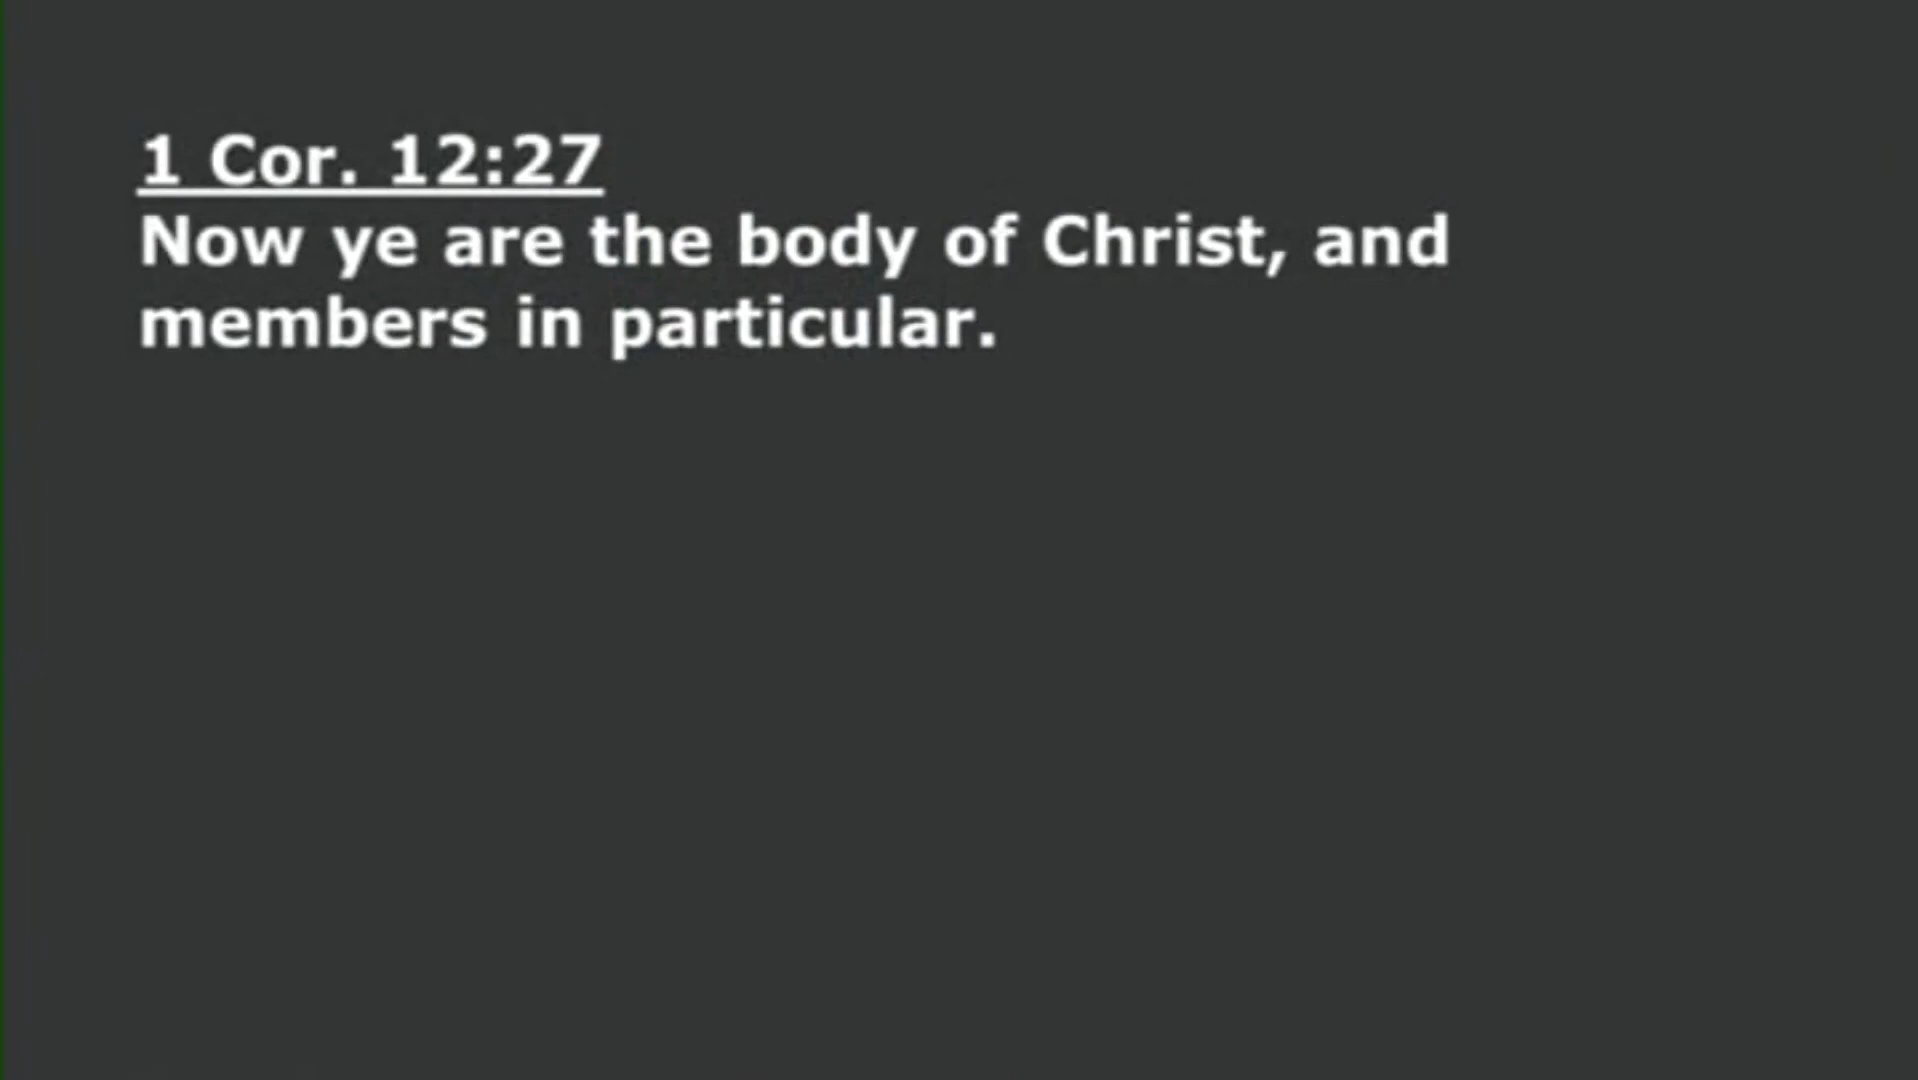 1 Cor. 12:27
Now ye are the body of Christ, and
members in particular.